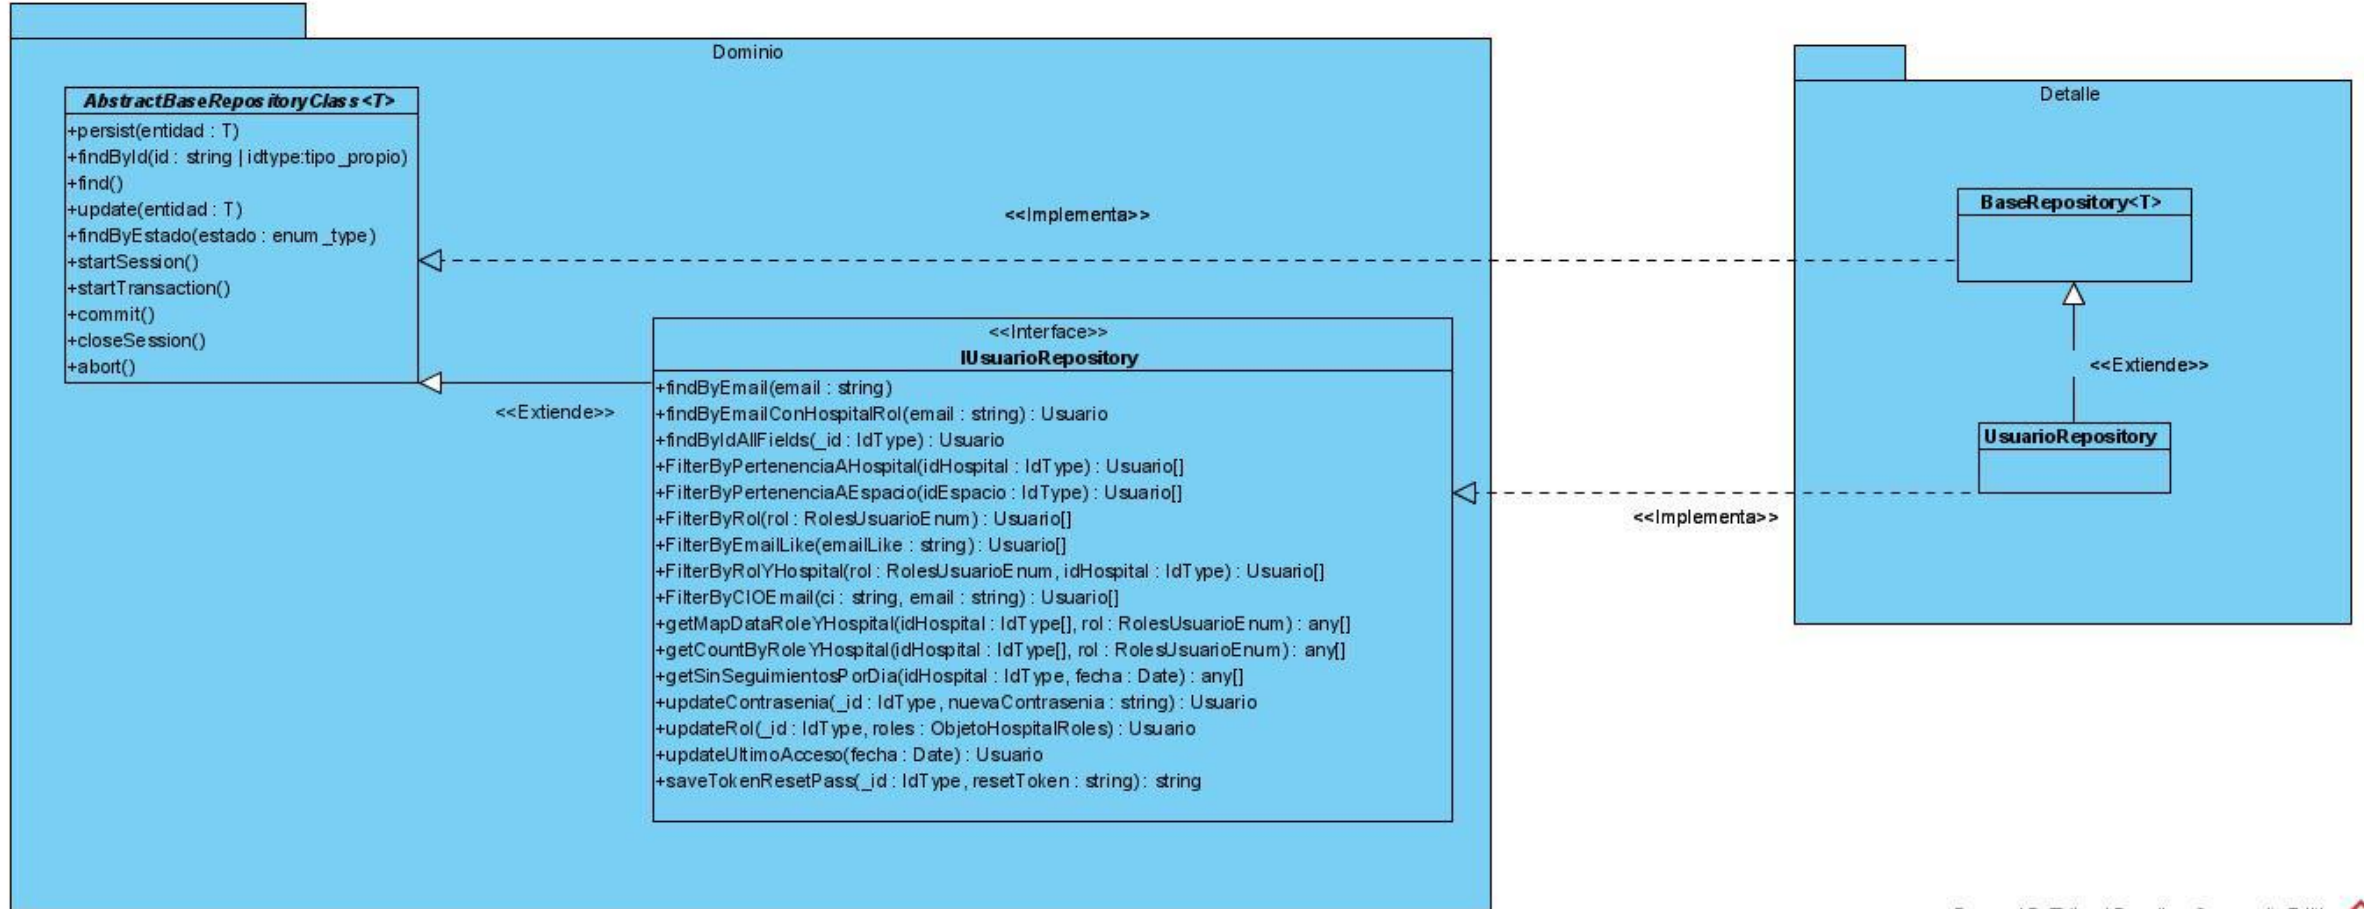 Dominio
AbstractBaseRepositoryClass<T>
+persist(entidad : T)
+findById(id : string | idtype:tipo_propio)
+find()
+update(entidad : T)
+findByEstado(estado : enum_type)
+startSession()
+startTransaction()
+commit()
+closeSession()
+abort()
<<Implementa>>
<<Extiende>>
<<Interface>>
IUsuarioRepository
+findByEmail(email : string)
+findByEmailConHospitalRol(email : string) : Usuario
+findByIdAllFields(_id : IdType) : Usuario
+FilterByPertenenciaAHospital(idHospital : IdType) : Usuario[]
+FilterByPertenenciaAEspacio(idEspacio : IdType) : Usuario[]
+FilterByRol(rol : RolesUsuarioEnum) : Usuario[]
+FilterByEmailLike(emailLike : string) : Usuario[]
+FilterByRolYHospital(rol : RolesUsuarioEnum, idHospital : IdType) : Usuario[]
+FilterByCIOEmail(ci : string, email : string) : Usuario[]
+getMapDataRoleYHospital(idHospital : IdType[], rol : RolesUsuarioEnum) : any[]
+getCountByRoleYHospital(idHospital : IdType[], rol : RolesUsuarioEnum) : any[]
+getSinSeguimientosPorDia(idHospital : IdType, fecha : Date) : any[]
+updateContrasenia(_id : IdType, nuevaContrasenia : string) : Usuario
+updateRol(_id : IdType, roles : ObjetoHospitalRoles) : Usuario
+updateUltimoAcceso(fecha : Date) : Usuario
+saveTokenResetPass(_id : IdType, resetToken : string) : string
<<Implementa>>
Detalle
BaseRepository<T>
<<Extiende>>
UsuarioRepository